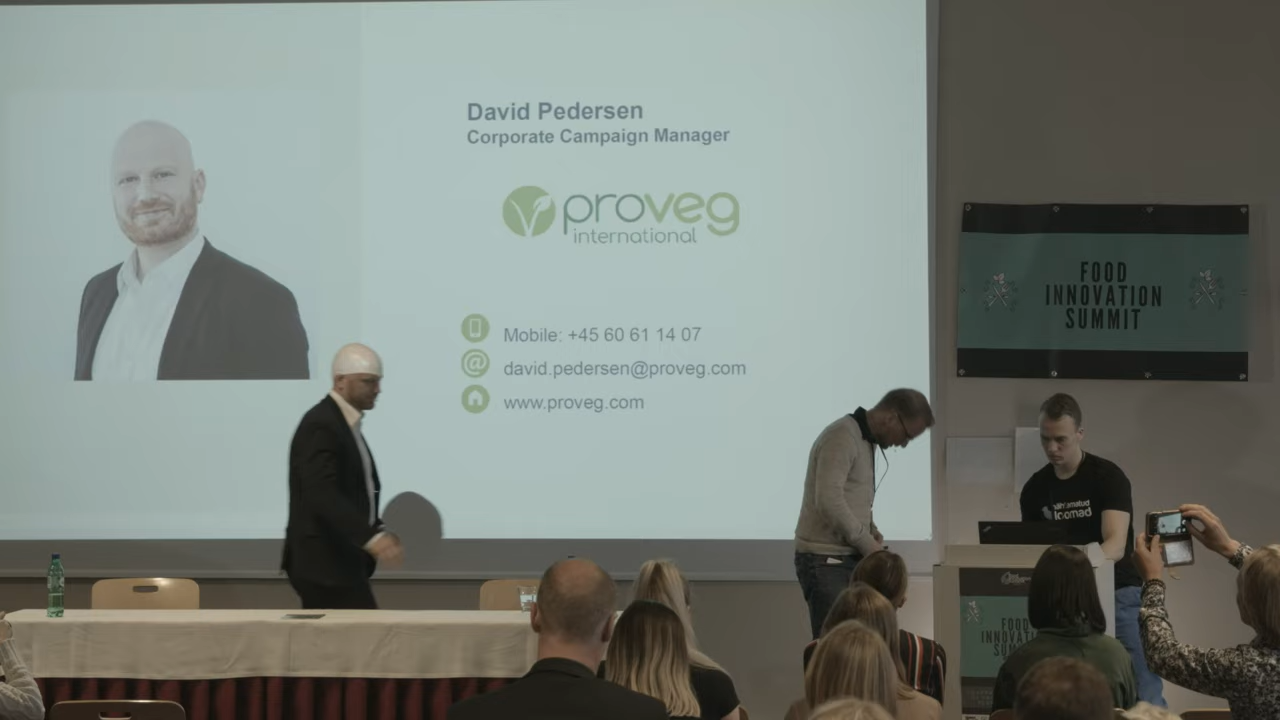 David Pedersen
Corporate Campaign Manager
proveg
international
Mobile: +45 60 61 14 07
david.pedersen@proveg.com
www.proveg.com
FOOD
INNOVATION
SUMMIT
FOOD